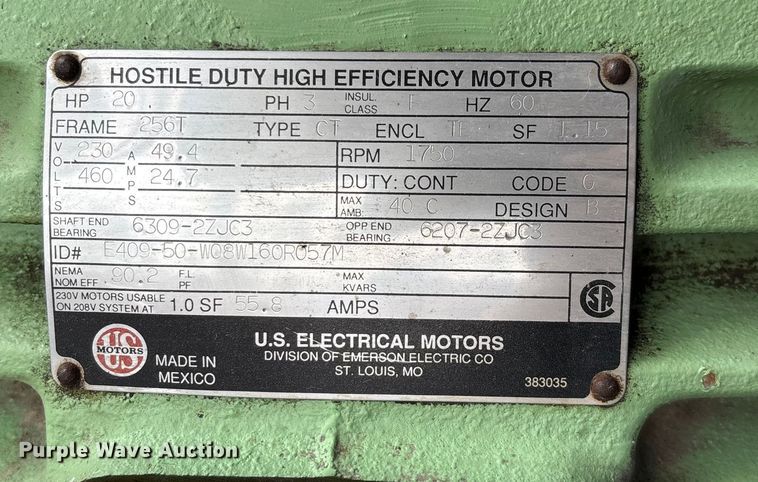 HOSTILE DUTY HIGH EFFICIENCY MOTOR
HP 20 PH 3 INSUL. CLASS F HZ 60
FRAME 256T TYPE CT ENCL TE SF 1.15
VOLTS 230 AMPS 49.4 RPM 1750
460 24.7 DUTY: CONT CODE G
MAX AMB. 40 C DESIGN B
SHAFT END BEARING 6309-2ZJC3 OPP END BEARING 6207-2ZJC3
ID# E409-50-W08W160R057M
NEMA NOM EFF 90.2 F.L PF MAX KVARS
230V MOTORS USABLE ON 208V SYSTEM AT 1.0 SF 55.8 AMPS
CSA
US MOTORS
MADE IN MEXICO
U.S. ELECTRICAL MOTORS
DIVISION OF EMERSON ELECTRIC CO
ST. LOUIS, MO
383035
Purple Wave Auction